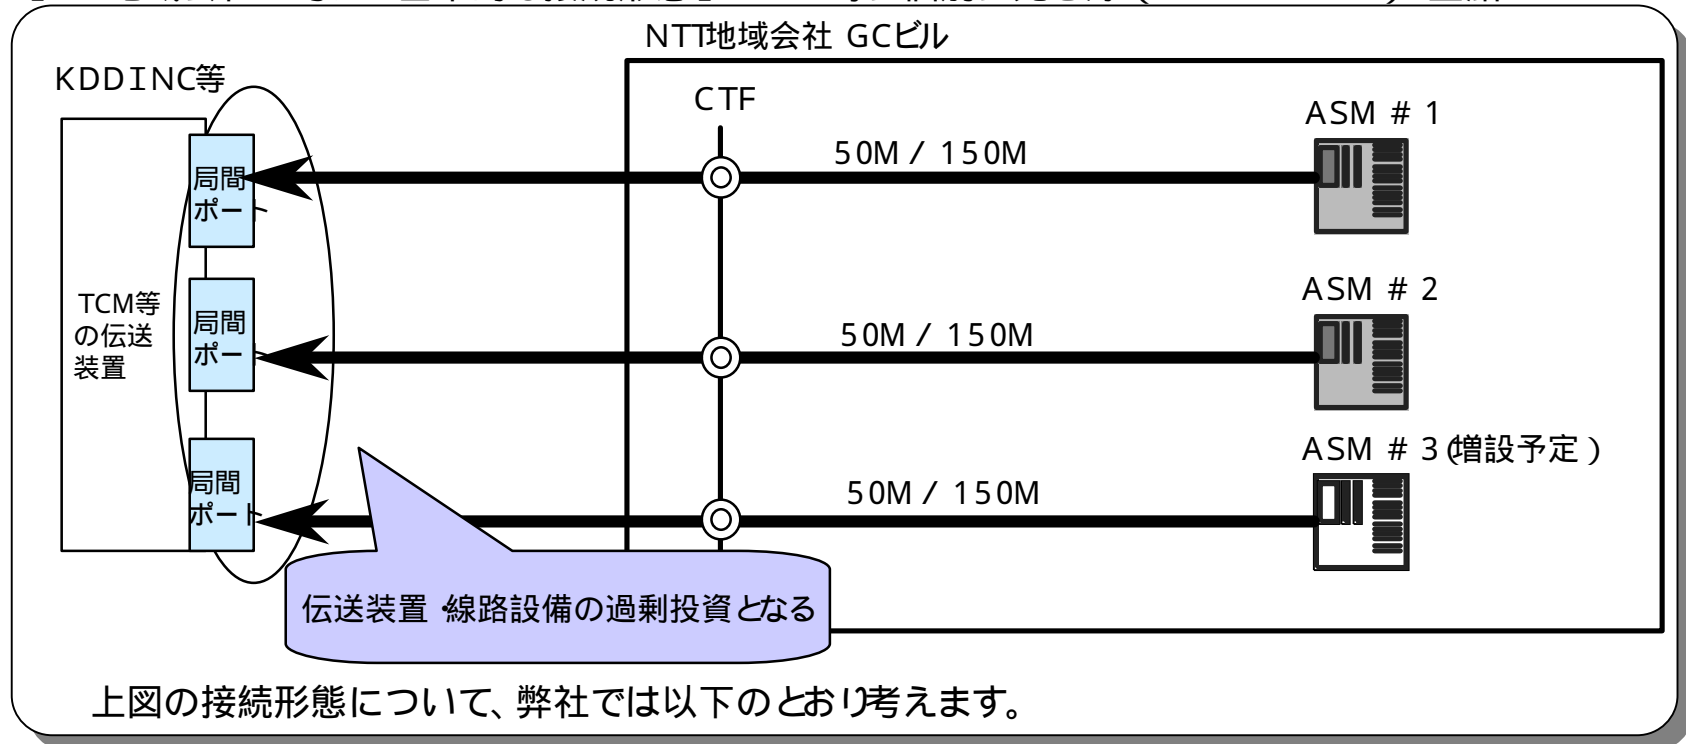 NTT地域会社 GCビル
KDDINC等
CTF
ASM # 1
50M / 150M
局間
ポート
ASM # 2
TCM等
の伝送
装置
局間
ポート
50M / 150M
ASM # 3(増設予定)
局間
ポート
50M / 150M
伝送装置・線路設備の過剰投資となる
上図の接続形態について、弊社では以下のとおり考えます。